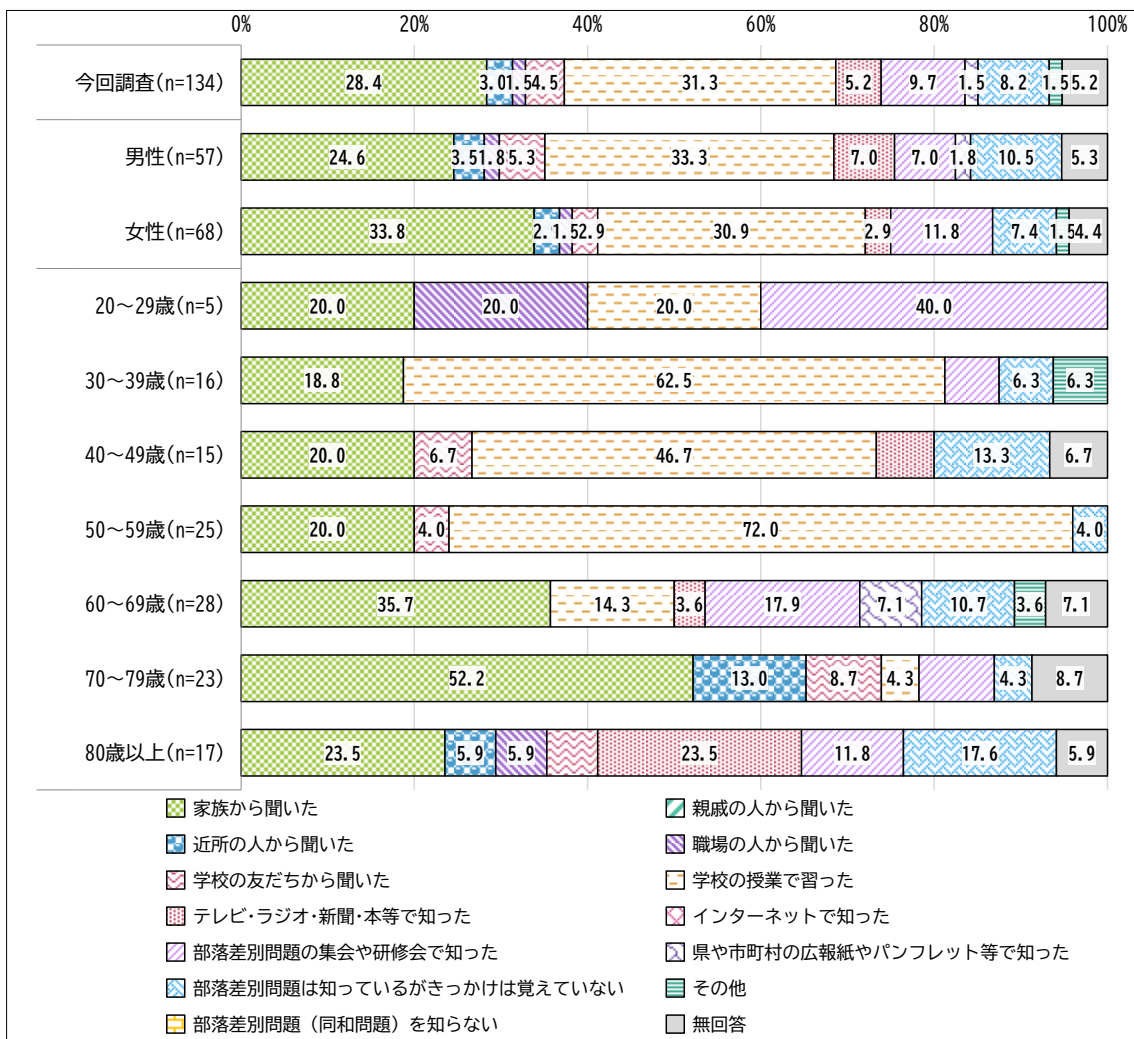 0% 20% 40% 60% 80% 100%
今回調査(n=134) 28.4 3.0 1.5 4.5 31.3 5.2 9.7 1.5 8.2 1.5 5.2
男性(n=57) 24.6 3.5 1.8 5.3 33.3 7.0 7.0 1.8 10.5 5.3
女性(n=68) 33.8 2. 1.5 2.9 30.9 2.9 11.8 7.4 1.5 4.4
20～29歳(n=5) 20.0 20.0 20.0 40.0
30～39歳(n=16) 18.8 62.5 6.3 6.3
40～49歳(n=15) 20.0 6.7 46.7 13.3 6.7
50～59歳(n=25) 20.0 4.0 72.0 4.0
60～69歳(n=28) 35.7 14.3 3.6 17.9 7.1 10.7 3.6 7.1
70～79歳(n=23) 52.2 13.0 8.7 4.3 4.3 8.7
80歳以上(n=17) 23.5 5.9 5.9 23.5 11.8 17.6 5.9
家族から聞いた 親戚の人から聞いた
近所の人から聞いた 職場の人から聞いた
学校の友だちから聞いた 学校の授業で習った
テレビ・ラジオ・新聞・本等で知った インターネットで知った
部落差別問題の集会や研修会で知った 県や市町村の広報紙やパンフレット等で知った
部落差別問題は知っているがきっかけは覚えていない その他
部落差別問題（同和問題）を知らない 無回答